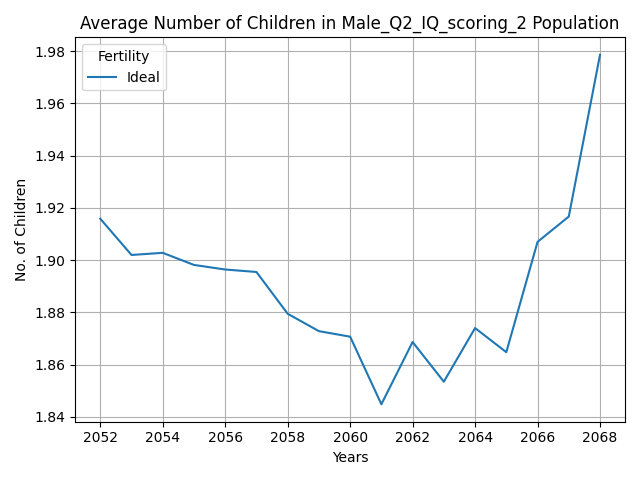 Average Number of Children in Male_Q2_IQ_scoring_2 Population
Fertility
Ideal
No. of Children
1.98
1.96
1.94
1.92
1.90
1.88
1.86
1.84
2052 2054 2056 2058 2060 2062 2064 2066 2068
Years